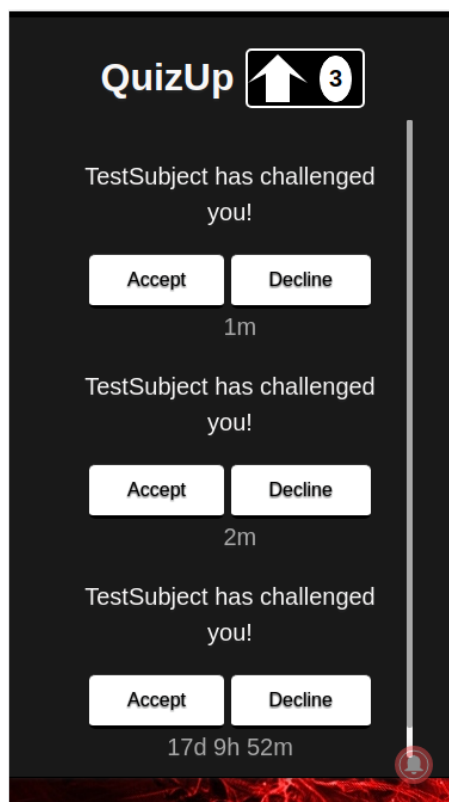 QuizUp 3
TestSubject has challenged
you!
Accept Decline
1m
TestSubject has challenged
you!
Accept Decline
2m
TestSubject has challenged
you!
Accept Decline
17d 9h 52m